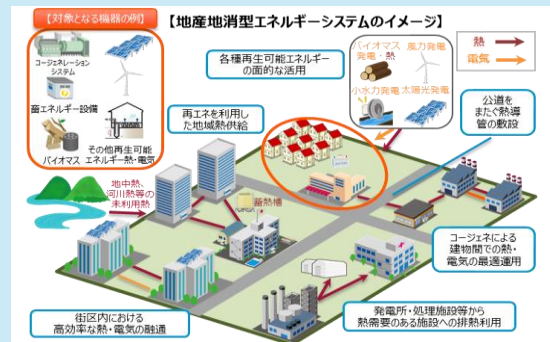 【対象となる機器の例】
【地産地消型エネルギーシステムのイメージ】
コージェネレーション
システム
蓄エネルギー設備
バイオマス
その他再生可能
エネルギー熱・電気
各種再生可能エネルギー
の面的な活用
バイオマス
発電・熱
風力発電
小水力発電
太陽光発電
熱
電気
再エネを利用し
た地域熱供給
公道を
またぐ熱導
管の敷設
地中熱、
河川熱等の
未利用熱
蓄熱槽
コージェネによる
建物間での熱・
電気の最適運用
街区内における
高効率な熱・電気の融通
発電所・処理施設等から
熱需要のある施設への排熱利用